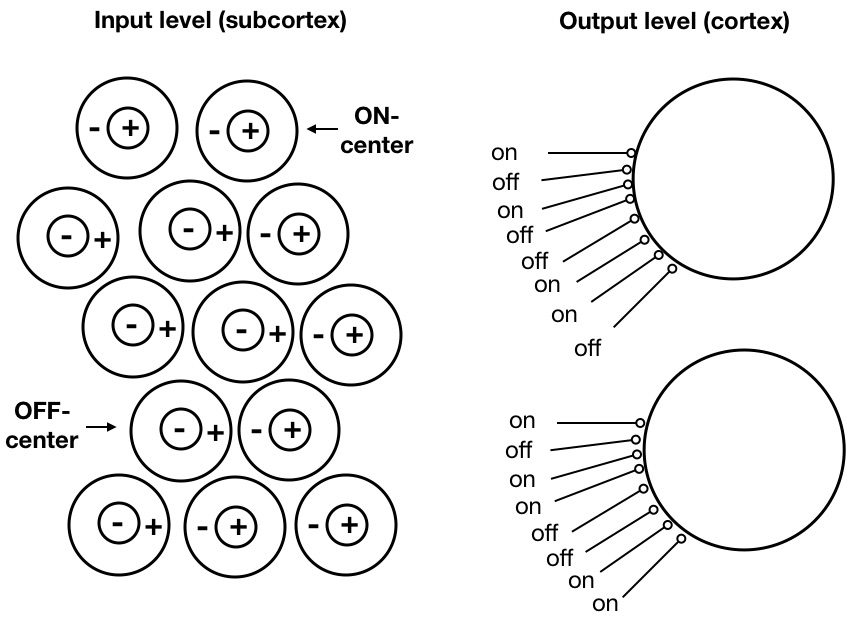 Input level (subcortex)
- + - +
ON-
center
- + - + - +
- + - + - +
OFF-
center
- + - +
- + - + - +
Output level (cortex)
on
off
on
off
off
on
on
off
on
off
on
on
off
off
on
on